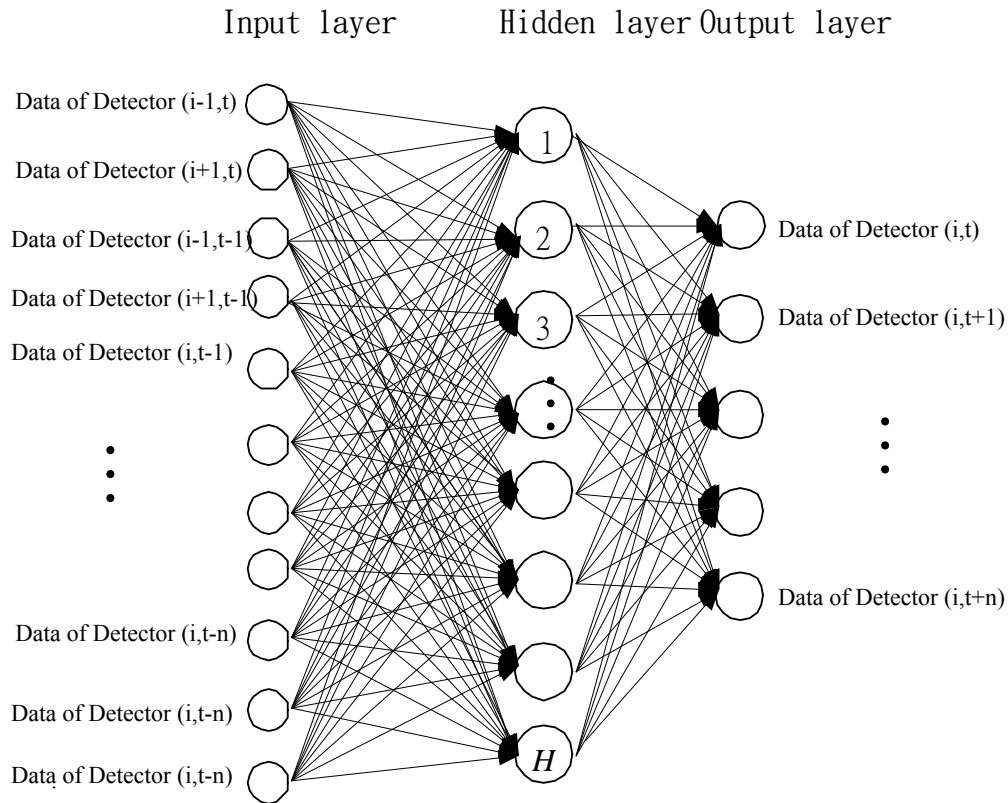 Input layer
Hidden layer
Output layer
Data of Detector (i-1,t)
Data of Detector (i+1,t)
Data of Detector (i-1,t-1)
Data of Detector (i+1,t-1)
Data of Detector (i,t-1)
Data of Detector (i,t-n)
Data of Detector (i,t-n)
Data of Detector (i,t-n)
1
2
3
H
Data of Detector (i,t)
Data of Detector (i,t+1)
Data of Detector (i,t+n)